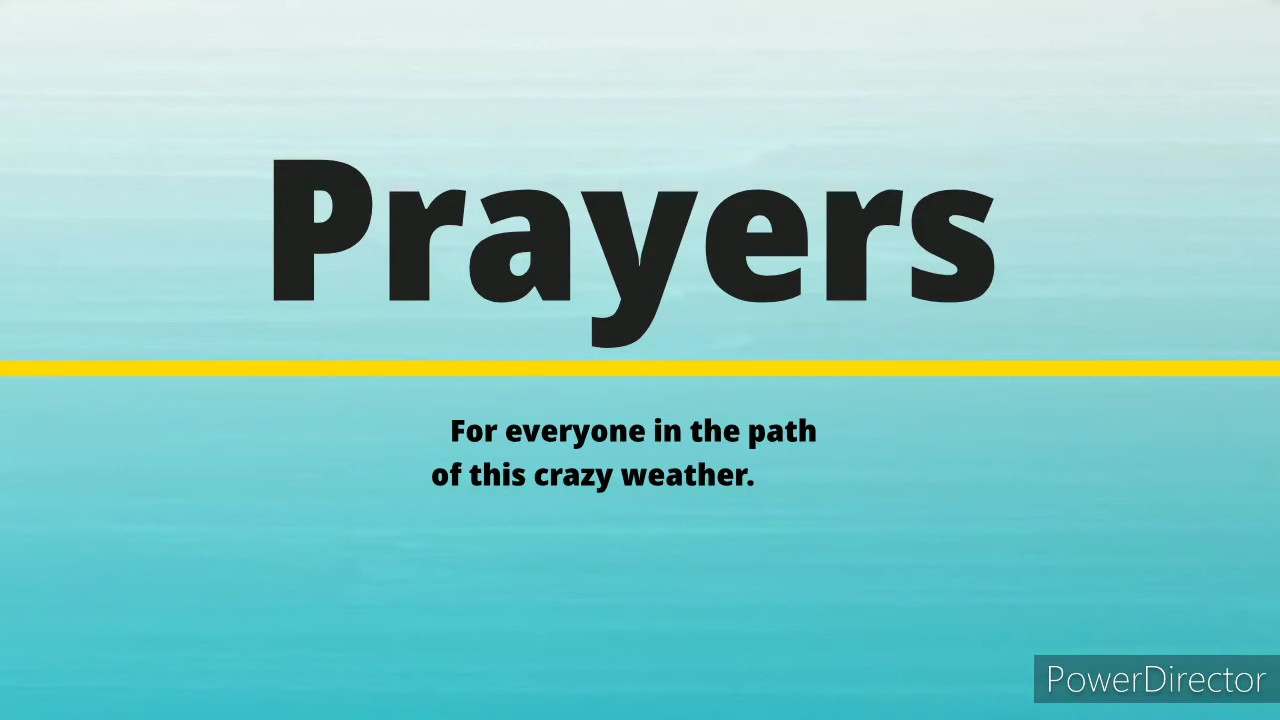 Prayers
For everyone in the path
of this crazy weather.
PowerDirector